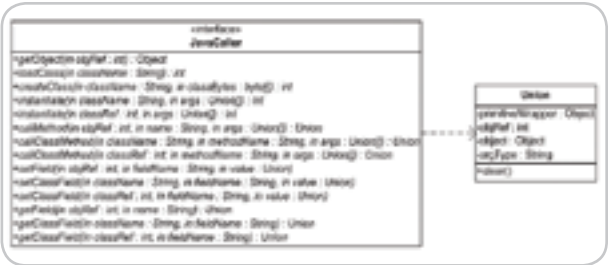 «interface»
JavaCaller
+getObject(in objRef : int) : Object
+loadClass(in className : String) : int
+createClass(in className : String, in classBytes : byte[]) : int
+instantiate(in className : String, in args : Union[]) : int
+instantiate(in classRef : int, in args : Union[]) : int
+callMethod(in objRef : int, in name : String, in args : Union[]) : Union
+callClassMethod(in className : String, in methodName : String, in args : Union[]) : Union
+callClassMethod(in classRef : int, in methodName : String, in args : Union[]) : Union
+setField(in objRef : int, in fieldName : String, in value : Union)
+setClassField(in className : String, in fieldName : String, in value : Union)
+setClassField(in classRef : int, in fieldName : String, in value : Union)
+getField(in objRef : int, in name : String) : Union
+getClassField(in className : String, in fieldName : String) : Union
+getClassField(in classRef : int, in fieldName : String) : Union
Union
-primitiveWrapper : Object
-objRef : int
-object : Object
-argType : String
+clear()